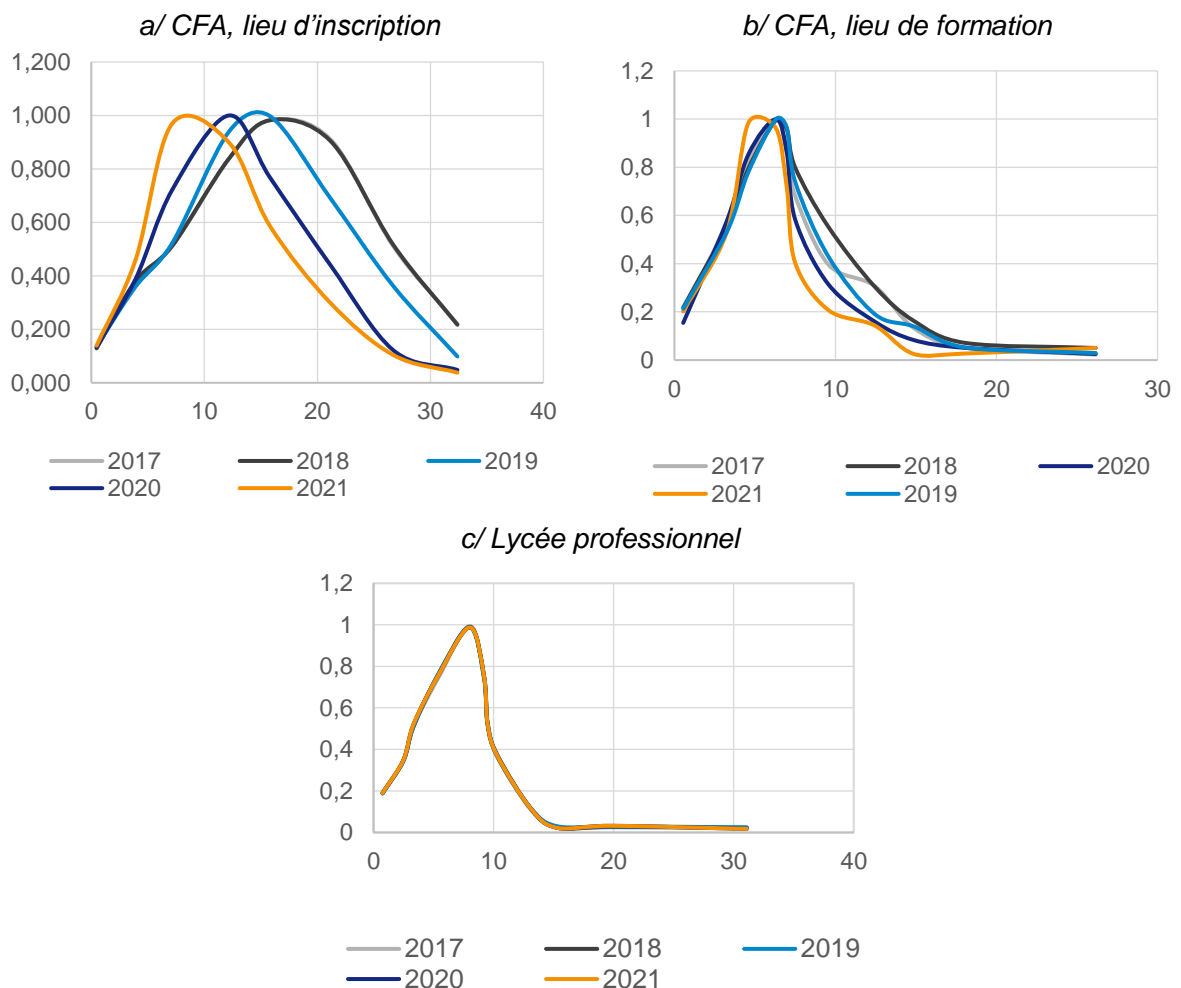 a/ CFA, lieu d’inscription
1,200
1,000
0,800
0,600
0,400
0,200
0,000
0 10 20 30 40
2017 2018 2019
2020 2021
b/ CFA, lieu de formation
1,2
1
0,8
0,6
0,4
0,2
0
0 10 20 30
2017 2018 2020
2021 2019
c/ Lycée professionnel
1,2
1
0,8
0,6
0,4
0,2
0
0 10 20 30 40
2017 2018 2019
2020 2021